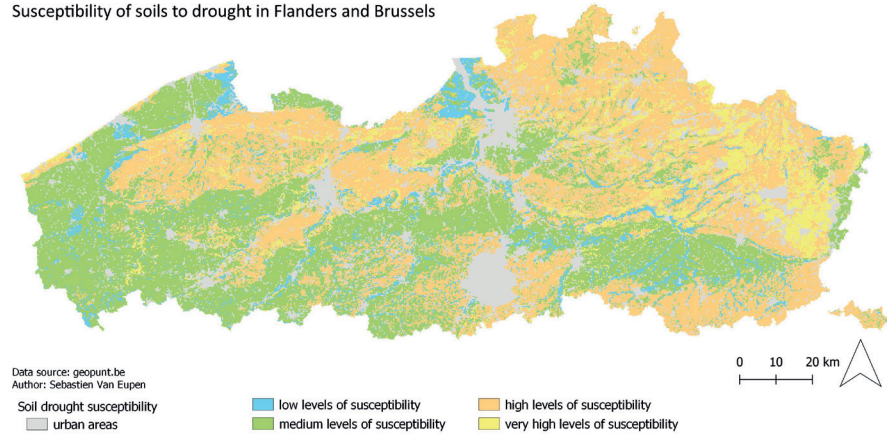 Susceptibility of soils to drought in Flanders and Brussels
Data source: geopunt.be
Author: Sebastien Van Eupen
0 10 20 km
Soil drought susceptibility
urban areas
low levels of susceptibility
medium levels of susceptibility
high levels of susceptibility
very high levels of susceptibility